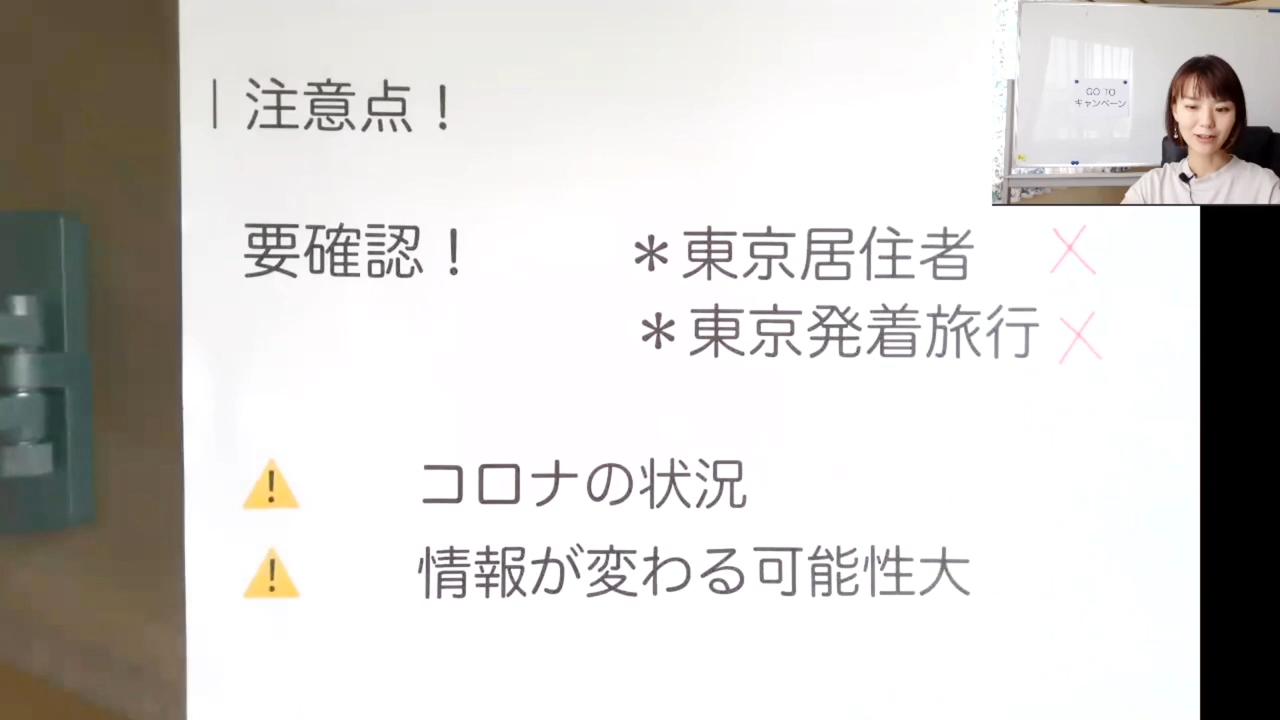 注意点！
要確認！
＊東京居住者 ×
＊東京発着旅行 ×
コロナの状況
情報が変わる可能性大
GO TO
キャンペーン